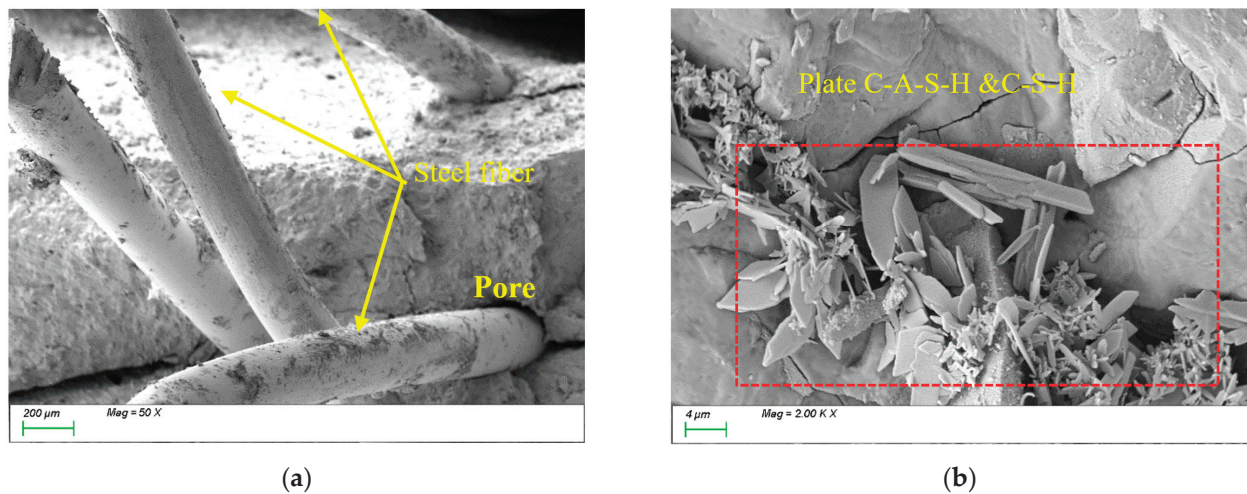 Steel fiber
Pore
200 µm
Mag = 50 X
(a)
Plate C-A-S-H &C-S-H
4 µm
Mag = 2.00 K X
(b)